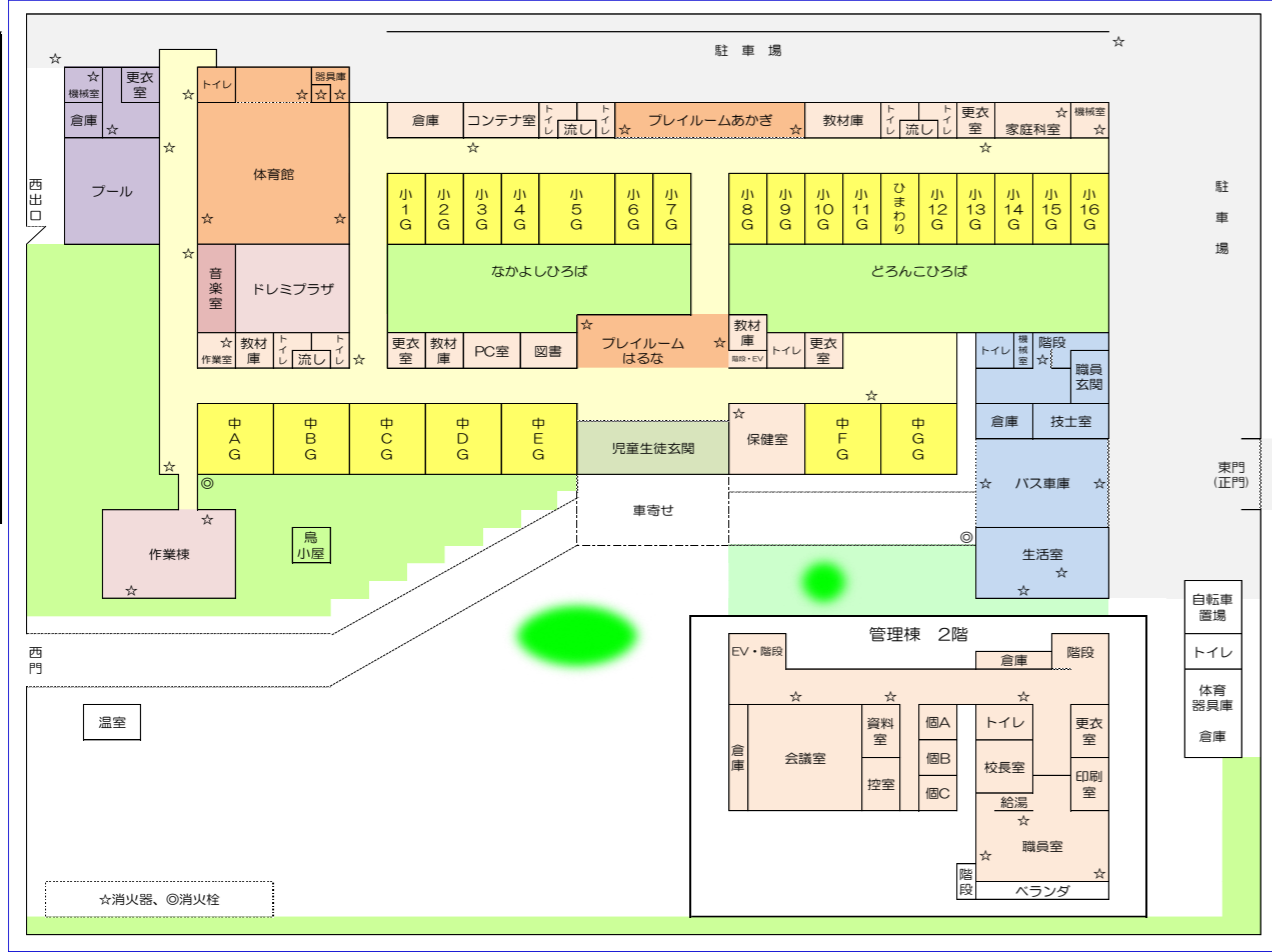 駐車場
☆
☆
☆
機械室
更衣室
倉庫
☆
プール
西出口
☆
☆
☆
☆
トイレ
器具庫
☆
☆
☆
体育館
☆
☆
倉庫
コンテナ室
トイレ
流し
トイレ
☆
プレイルームあかぎ
☆
教材庫
トイレ
流し
トイレ
更衣室
☆
家庭科室
機械室
☆
☆
☆
小1G
小2G
小3G
小4G
小5G
小6G
小7G
小8G
小9G
小10G
小11G
ひまわり
小12G
小13G
小14G
小15G
小16G
駐車場
音楽室
ドレミプラザ
なかよしひろば
どろんこひろば
☆
作業室
教材庫
トイレ
流し
トイレ
☆
更衣室
教材庫
PC室
図書
☆
プレイルーム
はるな
☆
教材庫
階段・EV
トイレ
更衣室
トイレ
機械室
階段
☆
職員玄関
☆
中AG
中BG
中CG
中DG
中EG
児童生徒玄関
☆
保健室
中FG
中GG
倉庫
技士室
◎
☆
バス車庫
☆
東門
(正門)
車寄せ
☆
作業棟
☆
鳥小屋
◎
生活室
☆
☆
自転車
置場
トイレ
体育
器具庫
倉庫
西門
温室
管理棟 2階
EV・階段
倉庫
階段
☆
☆
☆
倉庫
会議室
資料室
控室
個A
個B
個C
トイレ
校長室
給湯
更衣室
印刷室
☆
職員室
☆
☆
階段
ベランダ
☆消火器、◎消火栓